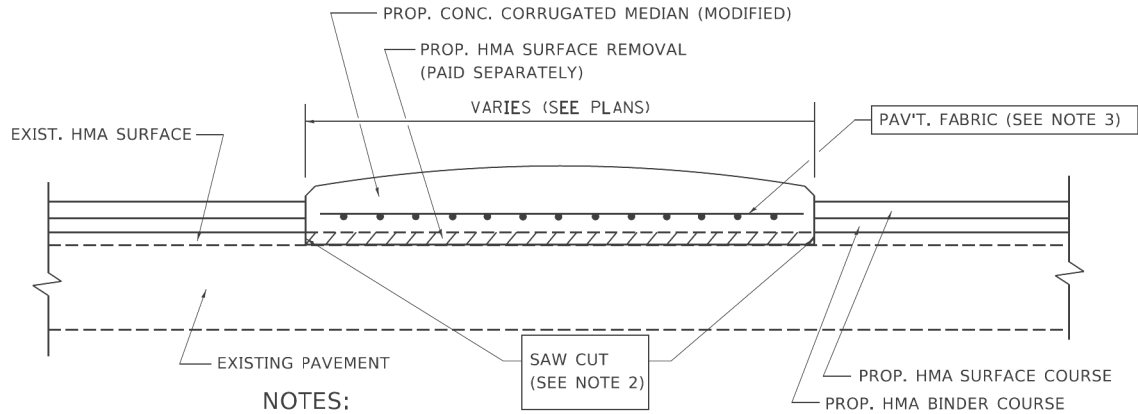 PROP. CONC. CORRUGATED MEDIAN (MODIFIED)
PROP. HMA SURFACE REMOVAL
(PAID SEPARATELY)
VARIES (SEE PLANS)
PAV'T. FABRIC (SEE NOTE 3)
EXIST. HMA SURFACE
EXISTING PAVEMENT
SAW CUT
(SEE NOTE 2)
PROP. HMA SURFACE COURSE
PROP. HMA BINDER COURSE
NOTES: